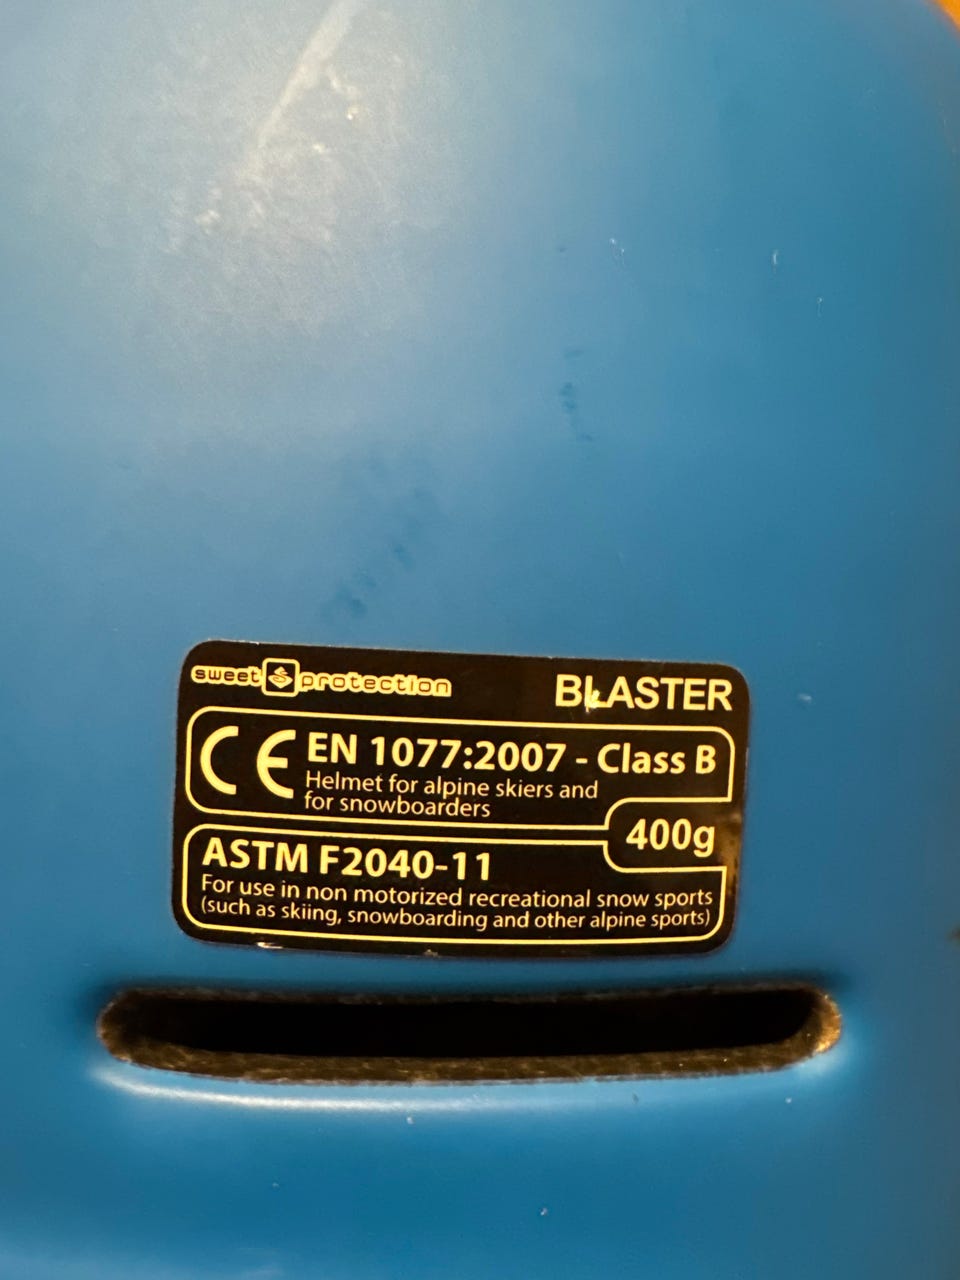 sweet protection BLASTER
CE EN 1077:2007 - Class B
Helmet for alpine skiers and
for snowboarders
400g
ASTM F2040-11
For use in non motorized recreational snow sports
(such as skiing, snowboarding and other alpine sports)